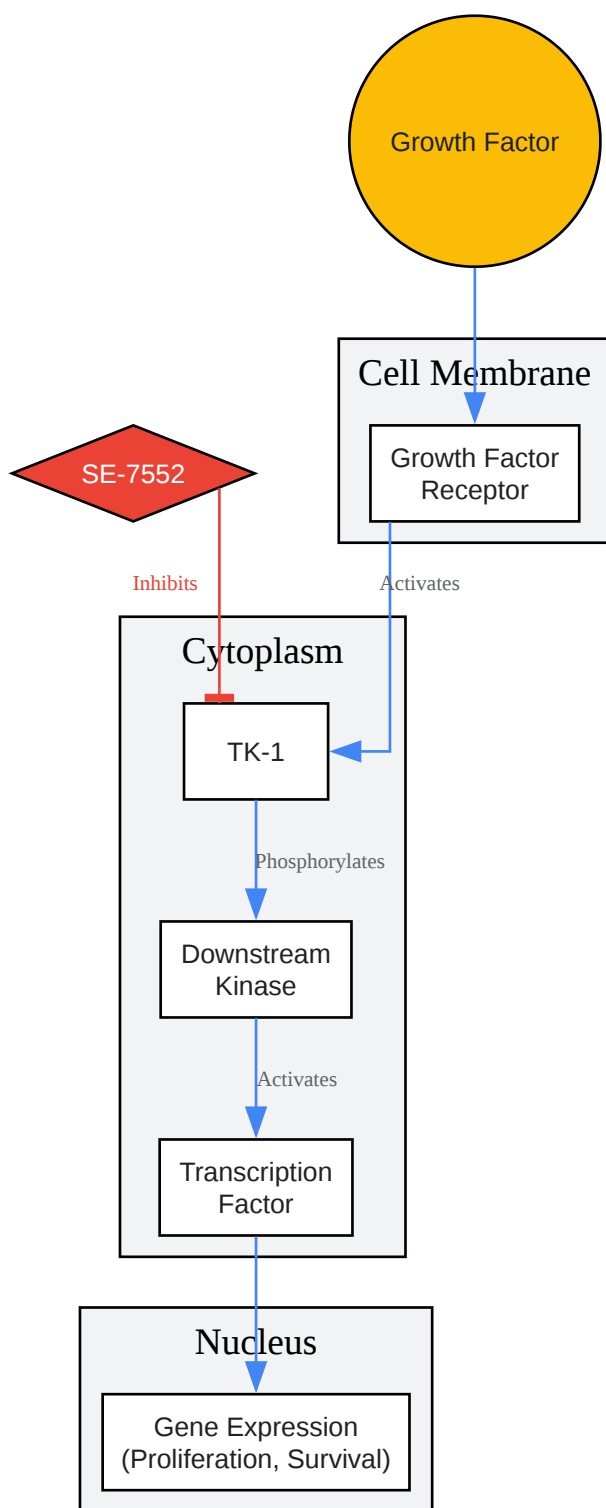 Growth Factor
Cell Membrane
Growth Factor
Receptor
SE-7552
Inhibits
Activates
Cytoplasm
TK-1
Phosphorylates
Downstream
Kinase
Activates
Transcription
Factor
Nucleus
Gene Expression
(Proliferation, Survival)